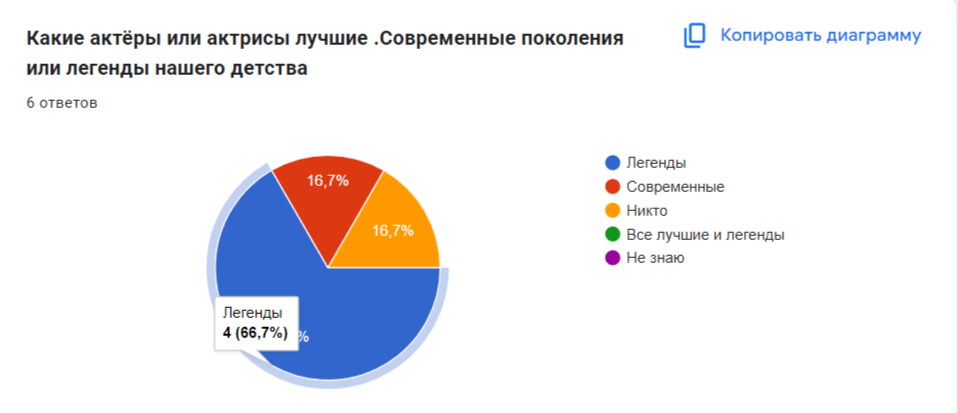 Какие актёры или актрисы лучшие .Современные поколения
или легенды нашего детства
Копировать диаграмму
6 ответов
16,7%
16,7%
Легенды
4 (66,7%)
%
Легенды
Современные
Никто
Все лучшие и легенды
Не знаю